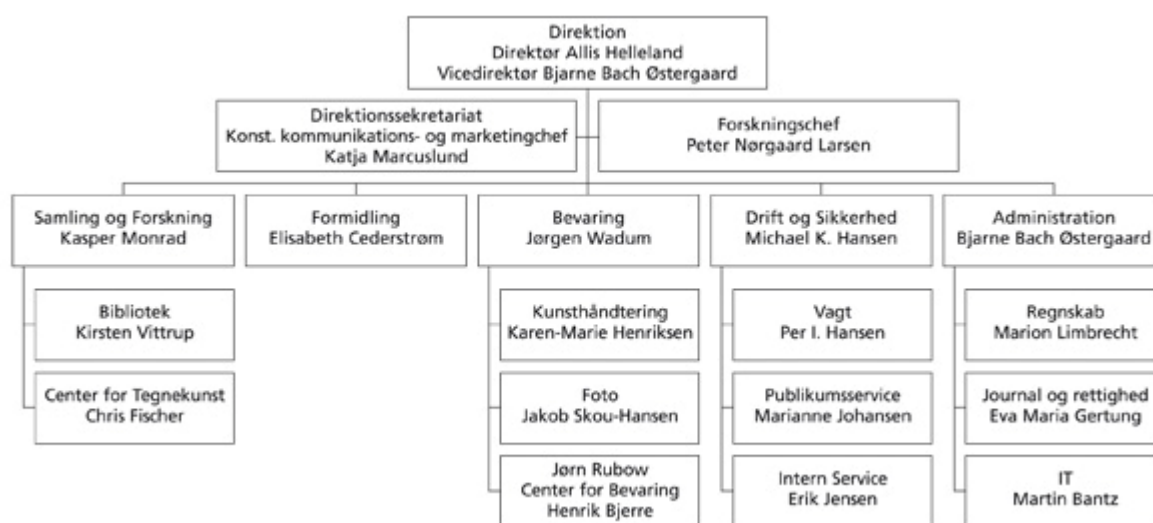 Direktion
Direktør Allis Helleland
Vicedirektør Bjarne Bach Østergaard
Direktionssekretariat
Konst. kommunikations- og marketingchef
Katja Marcuslund
Forskningschef
Peter Nørgaard Larsen
Samling og Forskning
Kasper Monrad
Formidling
Elisabeth Cederstrøm
Bevaring
Jørgen Wadum
Drift og Sikkerhed
Michael K. Hansen
Administration
Bjarne Bach Østergaard
Bibliotek
Kirsten Vittrup
Kunsthåndtering
Karen-Marie Henriksen
Vagt
Per I. Hansen
Regnskab
Marion Limbrecht
Center for Tegnekunst
Chris Fischer
Foto
Jakob Skou-Hansen
Publikumsservice
Marianne Johansen
Journal og rettighed
Eva Maria Gertung
Jørn Rubow
Center for Bevaring
Henrik Bjerre
Intern Service
Erik Jensen
IT
Martin Bantz